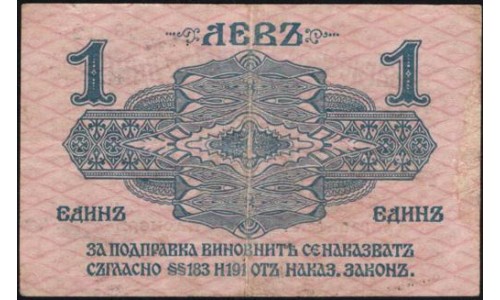 1 ЛЕВЪ 1
ЕДИНЪ ЕДИНЪ
ЗА ПОДПРАВКА ВИНОВНИТѢ СЕ НАКАЗВАТЪ
СЪГЛАСНО §§ 183 И 191 ОТЪ НАКАЗ. ЗАКОНЪ.